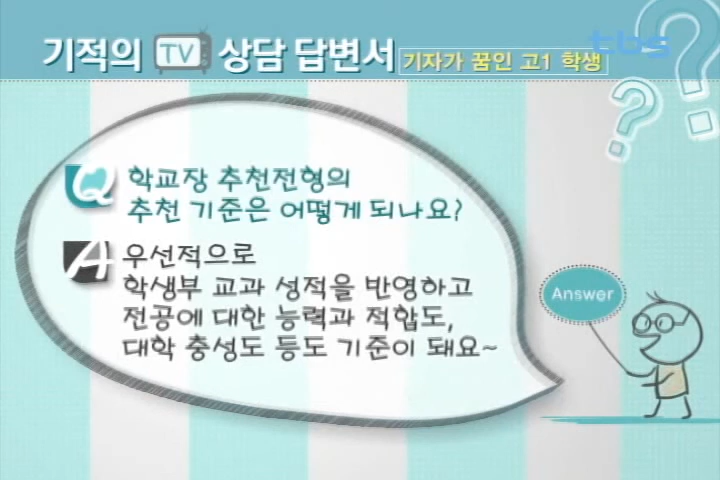 기적의 TV 상담 답변서
기자가 꿈인 고1 학생
tbs
Q 학교장 추천전형의
추천 기준은 어떻게 되나요?
A 우선적으로
학생부 교과 성적을 반영하고
전공에 대한 능력과 적합도,
대학 충성도 등도 기준이 돼요~
Answer